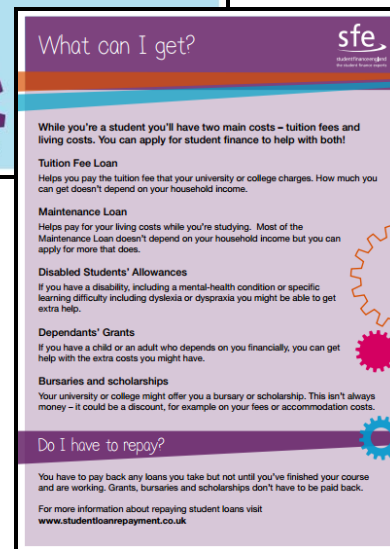 What can I get?
sfe
studentfinanceengland
the student finance experts
While you're a student you'll have two main costs – tuition fees and
living costs. You can apply for student finance to help with both!
Tuition Fee Loan
Helps you pay the tuition fee that your university or college charges. How much you
can get doesn't depend on your household income.
Maintenance Loan
Helps pay for your living costs while you're studying.  Most of the
Maintenance Loan doesn't depend on your household income but you can
apply for more that does.
Disabled Students' Allowances
If you have a disability, including a mental-health condition or specific
learning difficulty including dyslexia or dyspraxia you might be able to get
extra help.
Dependants' Grants
If you have a child or an adult who depends on you financially, you can get
help with the extra costs you might have.
Bursaries and scholarships
Your university or college might offer you a bursary or scholarship. This isn't always
money – it could be a discount, for example on your fees or accommodation costs.
Do I have to repay?
You have to pay back any loans you take but not until you've finished your course
and are working. Grants, bursaries and scholarships don't have to be paid back.
For more information about repaying student loans visit
www.studentloanrepayment.co.uk